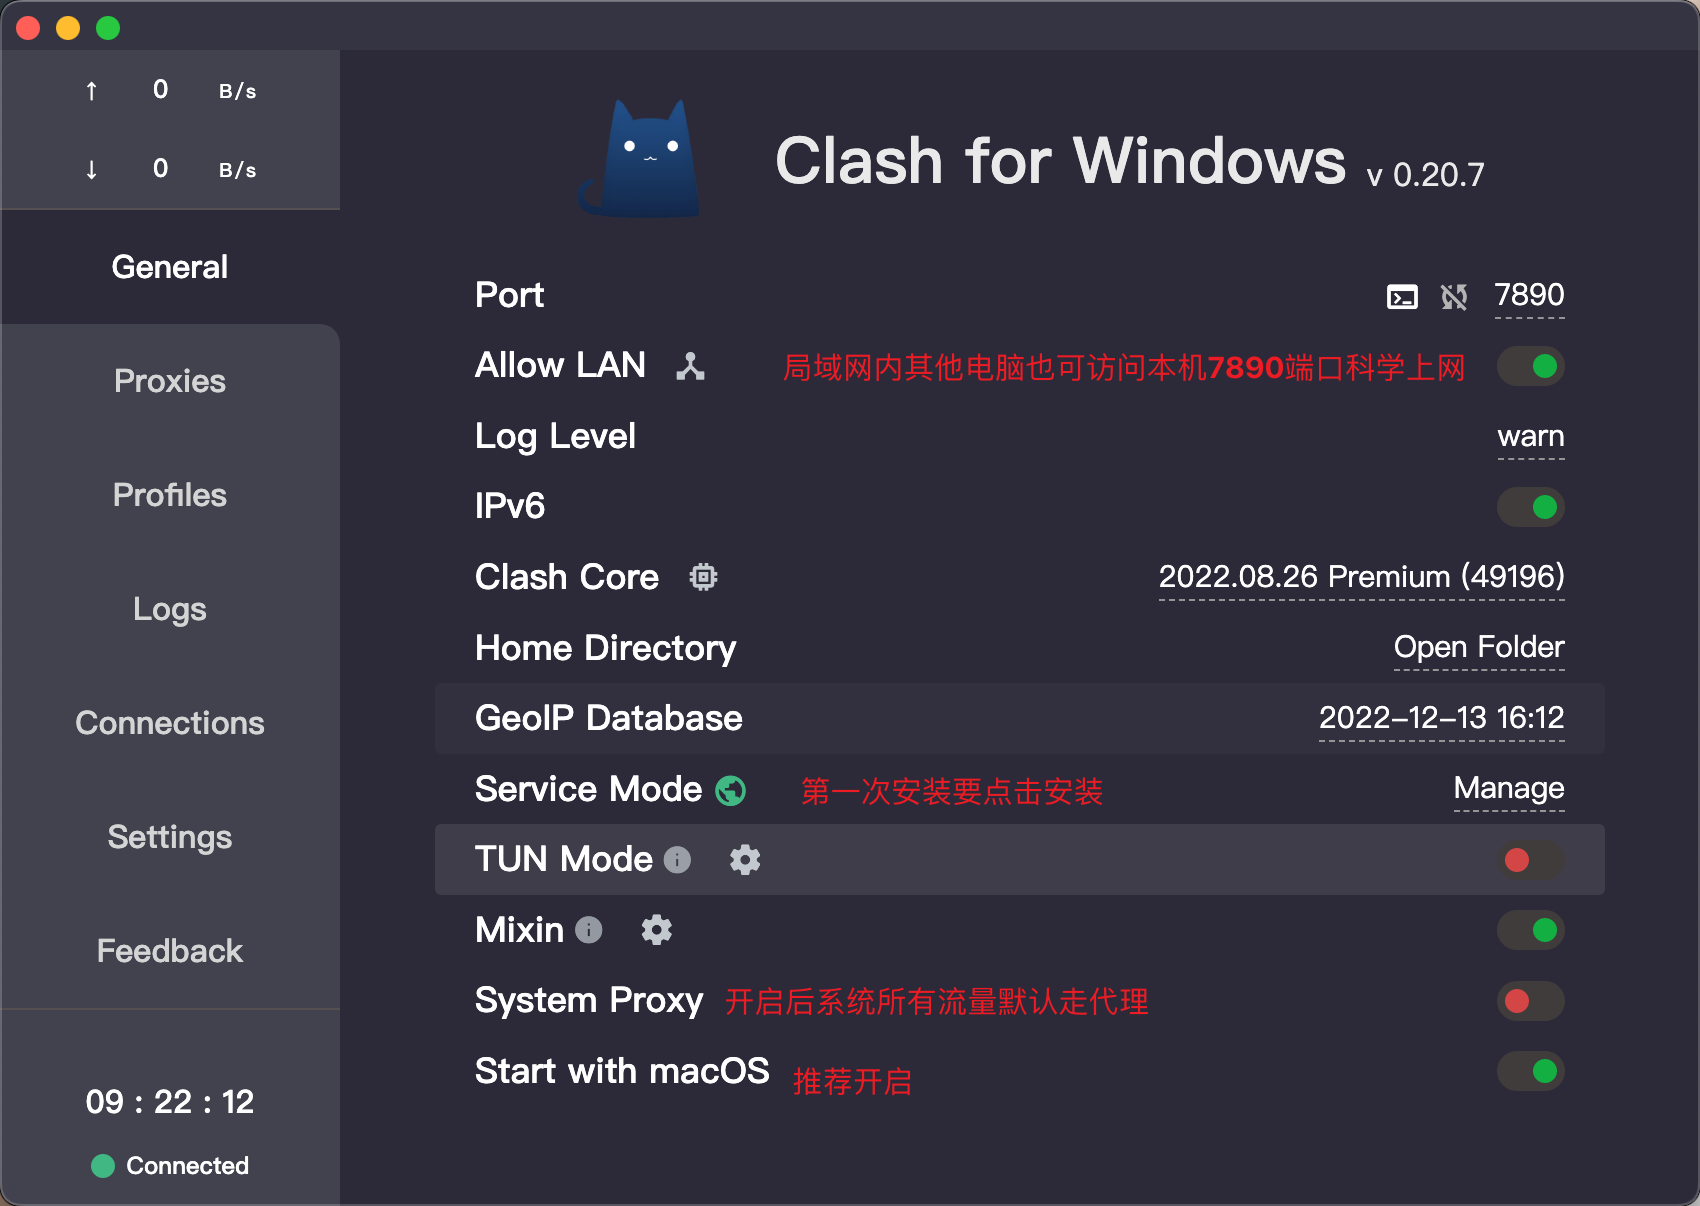 ↑ 0 B/s
↓ 0 B/s
General
Proxies
Profiles
Logs
Connections
Settings
Feedback
09 : 22 : 12
Connected
Clash for Windows v 0.20.7
Port 7890
Allow LAN 局域网内其他电脑也可访问本机7890端口科学上网
Log Level warn
IPv6
Clash Core 2022.08.26 Premium (49196)
Home Directory Open Folder
GeoIP Database 2022-12-13 16:12
Service Mode 第一次安装要点击安装 Manage
TUN Mode
Mixin
System Proxy 开启后系统所有流量默认走代理
Start with macOS 推荐开启